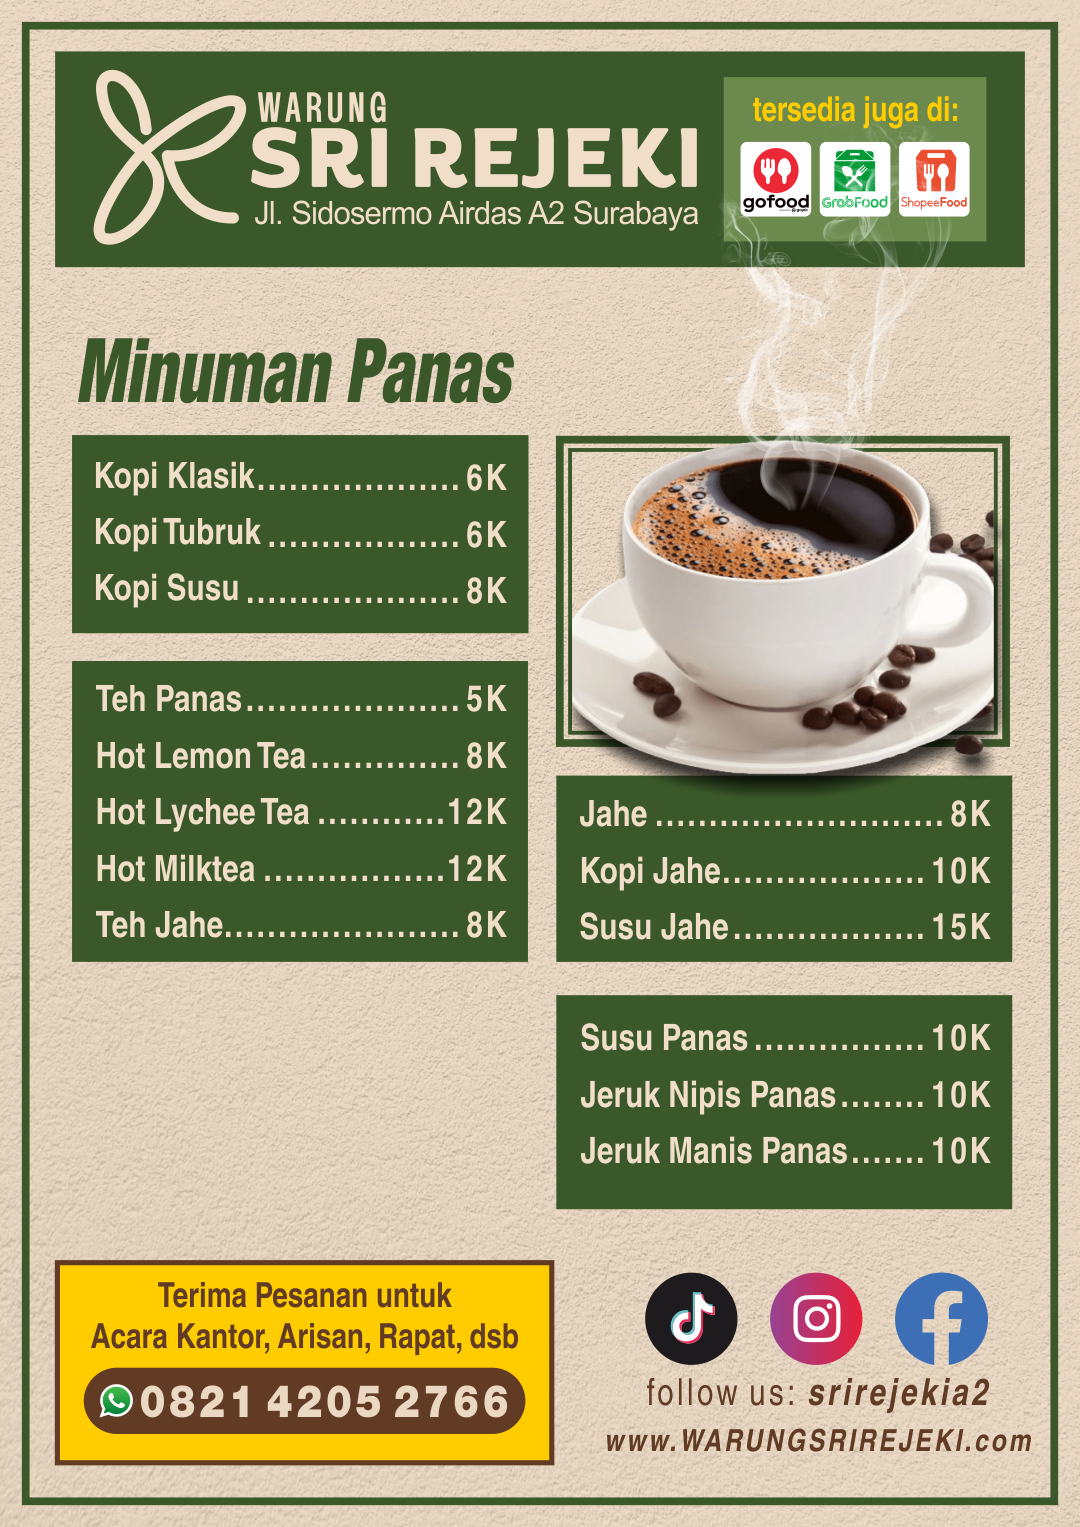 WARUNG
SRI REJEKI
Jl. Sidosermo Airdas A2 Surabaya
tersedia juga di:
gofood
GrabFood
ShopeeFood
Minuman Panas
Kopi Klasik................... 6K
Kopi Tubruk .................. 6K
Kopi Susu .................... 8K
Teh Panas.................... 5K
Hot Lemon Tea .............. 8K
Hot Lychee Tea ............12K
Hot Milktea .................12K
Teh Jahe...................... 8K
Jahe ........................... 8K
Kopi Jahe................... 10K
Susu Jahe.................. 15K
Susu Panas ................ 10K
Jeruk Nipis Panas........ 10K
Jeruk Manis Panas....... 10K
Terima Pesanan untuk
Acara Kantor, Arisan, Rapat, dsb
0821 4205 2766
follow us: srirejekia2
www.WARUNGSRIREJEKI.com